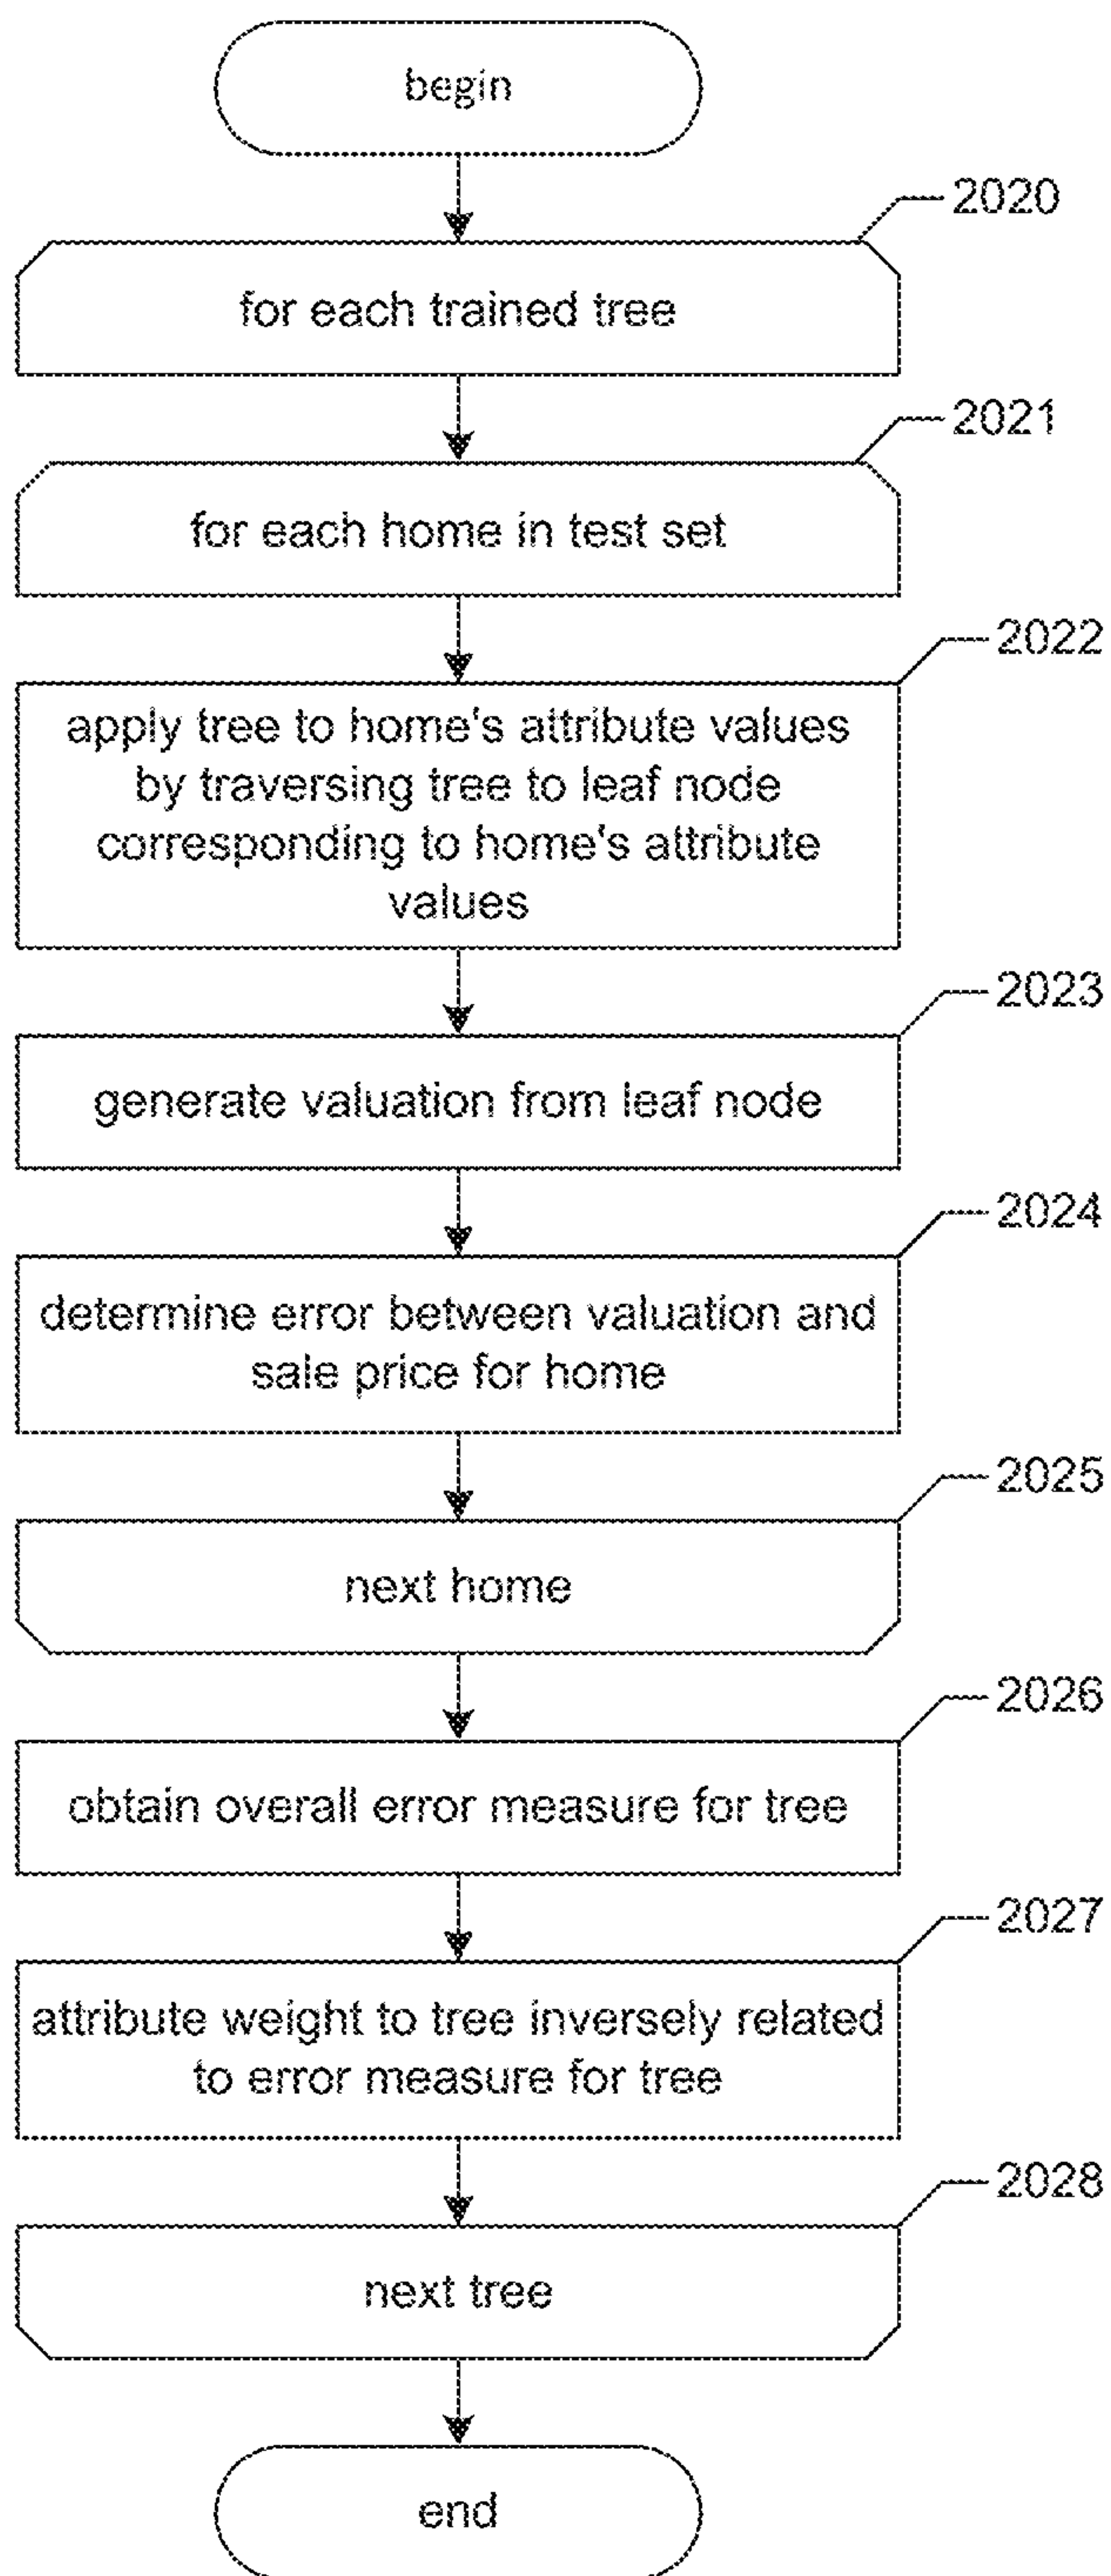 begin
2020
for each trained tree
2021
for each home in test set
2022
apply tree to home's attribute values
by traversing tree to leaf node
corresponding to home's attribute
values
2023
generate valuation from leaf node
2024
determine error between valuation and
sale price for home
2025
next home
2026
obtain overall error measure for tree
2027
attribute weight to tree inversely related
to error measure for tree
2028
next tree
end